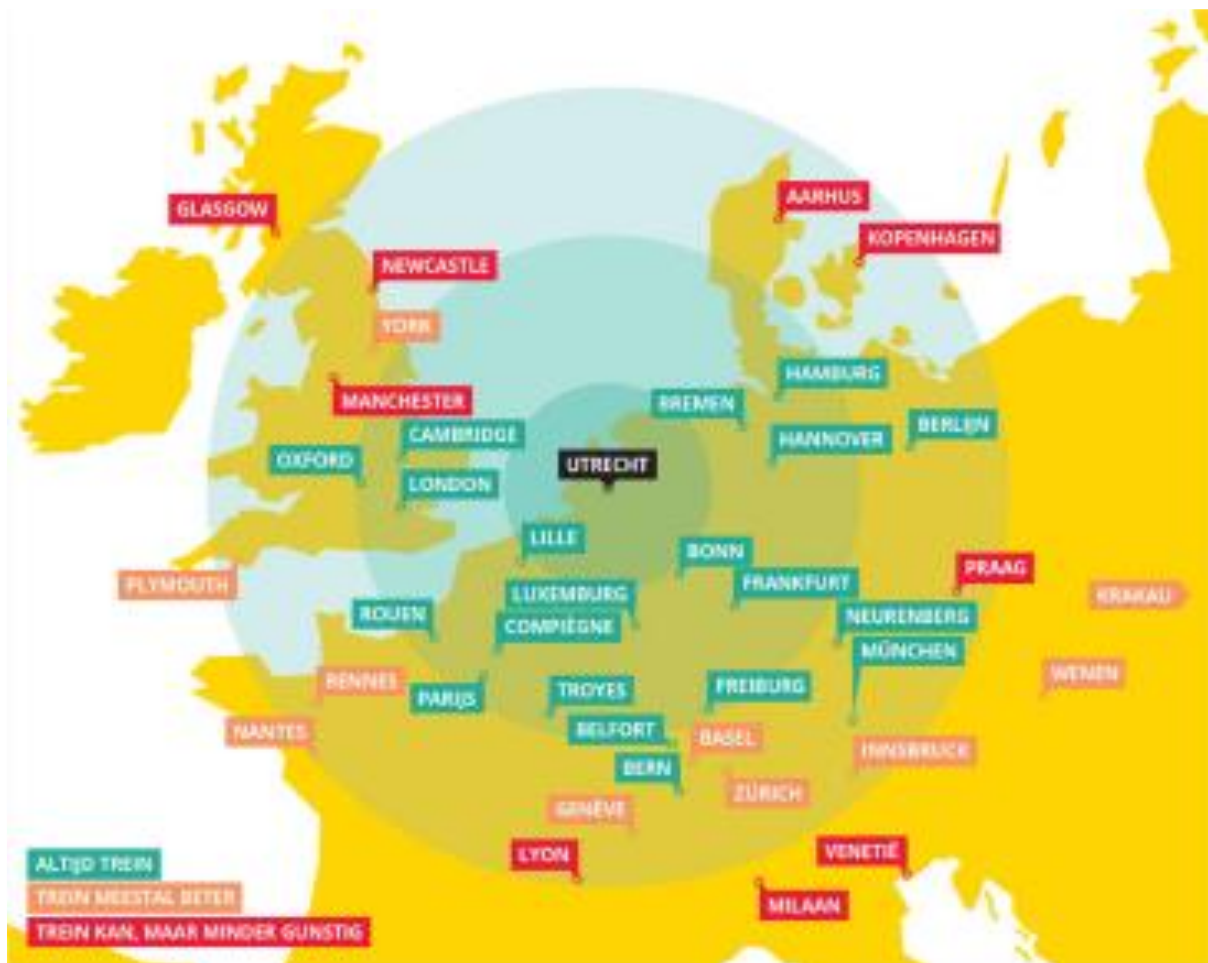 GLASGOW
AARHUS
KOPENHAGEN
NEWCASTLE
YORK
HAMBURG
MANCHESTER
BREMEN
CAMBRIDGE
HANNOVER
BERLIJN
OXFORD
UTRECHT
LONDON
LILLE
BONN
PLYMOUTH
LUXEMBURG
FRANKFURT
PRAAG
KRAKAU
ROUEN
COMPIÈGNE
NEURENBERG
MÜNCHEN
RENNES
PARIJS
TROYES
FREIBURG
WENEN
NANTES
BELFORT
BASEL
INNSBRUCK
BERN
ZÜRICH
GENÈVE
LYON
VENETIË
MILAAN
ALTIJD TREIN
TREIN MEESTAL BETER
TREIN KAN, MAAR MINDER GUNSTIG